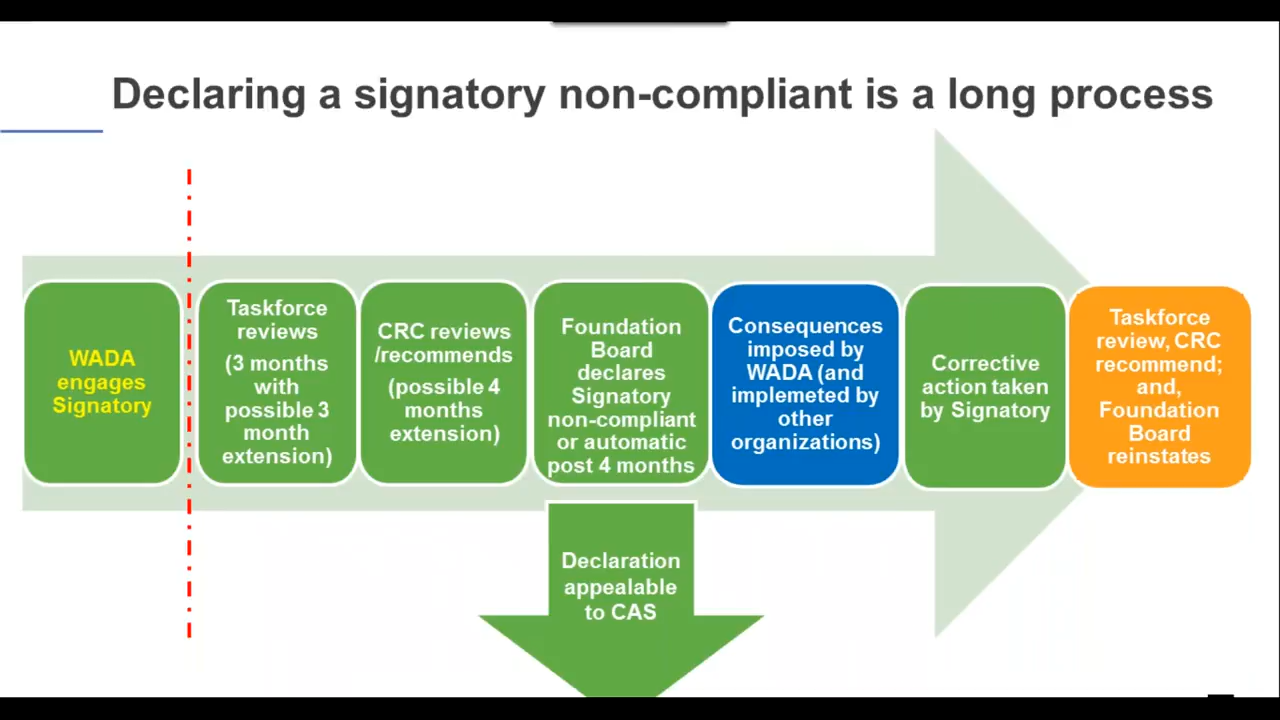 Declaring a signatory non-compliant is a long process
WADA
engages
Signatory
Taskforce
reviews
(3 months
with
possible 3
month
extension)
CRC reviews
/recommends
(possible 4
months
extension)
Foundation
Board
declares
Signatory
non-compliant
or automatic
post 4 months
Consequences
imposed by
WADA (and
implemeted by
other
organizations)
Corrective
action taken
by Signatory
Taskforce
review, CRC
recommend;
and,
Foundation
Board
reinstates
Declaration
appealable
to CAS